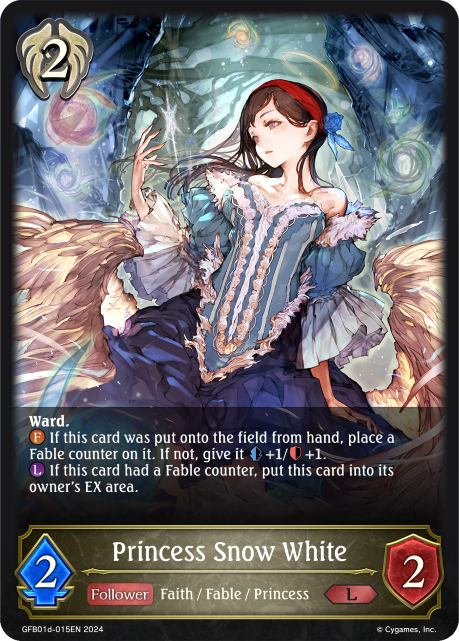 2
Ward.
F If this card was put onto the field from hand, place a
Fable counter on it. If not, give it +1/ +1.
L If this card had a Fable counter, put this card into its
owner's EX area.
Princess Snow White
2
Follower Faith / Fable / Princess L
2
GFB01d-015EN 2024 © Cygames, Inc.